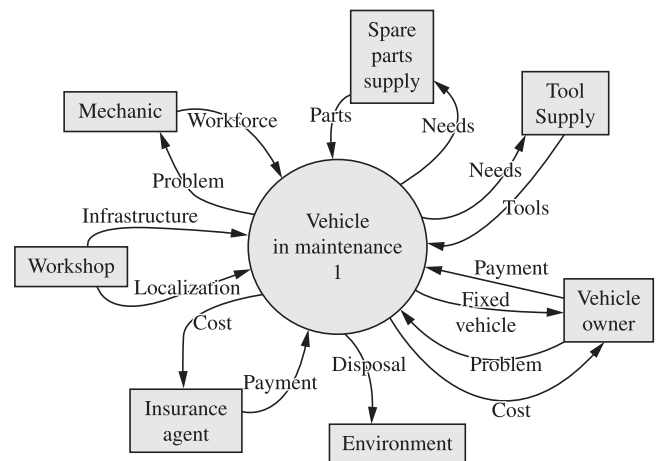 Spare
parts
supply
Mechanic
Workforce
Parts
Needs
Tool
Supply
Problem
Needs
Tools
Infrastructure
Vehicle
in maintenance
1
Workshop
Localization
Payment
Cost
Fixed
vehicle
Vehicle
owner
Payment
Disposal
Problem
Cost
Insurance
agent
Environment